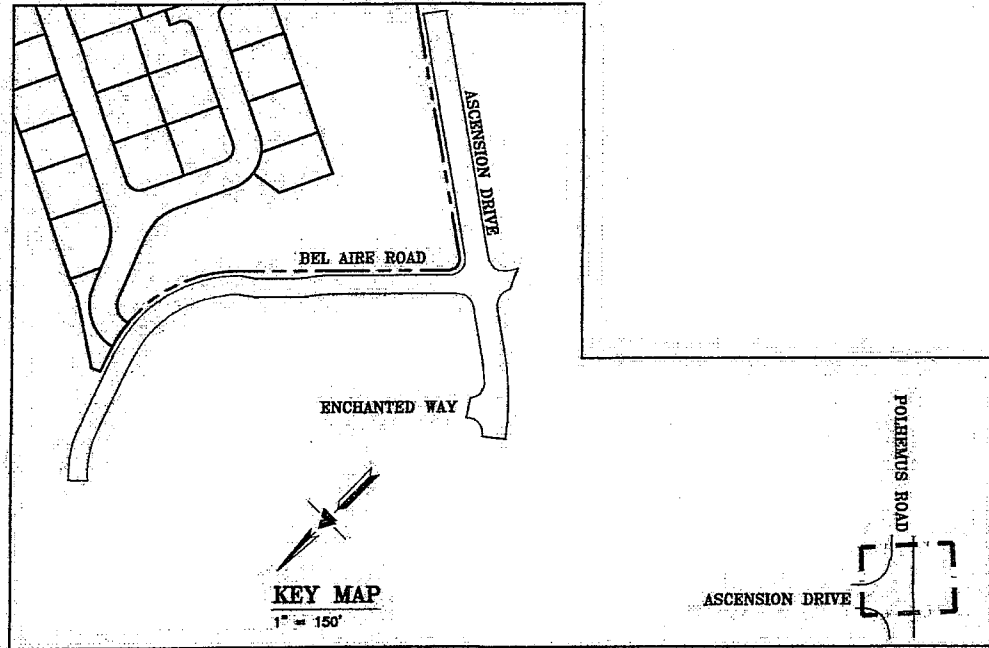 ASCENSION DRIVE
BEL AIRE ROAD
ENCHANTED WAY
POLHEMUS ROAD
ASCENSION DRIVE
KEY MAP
1" = 150'